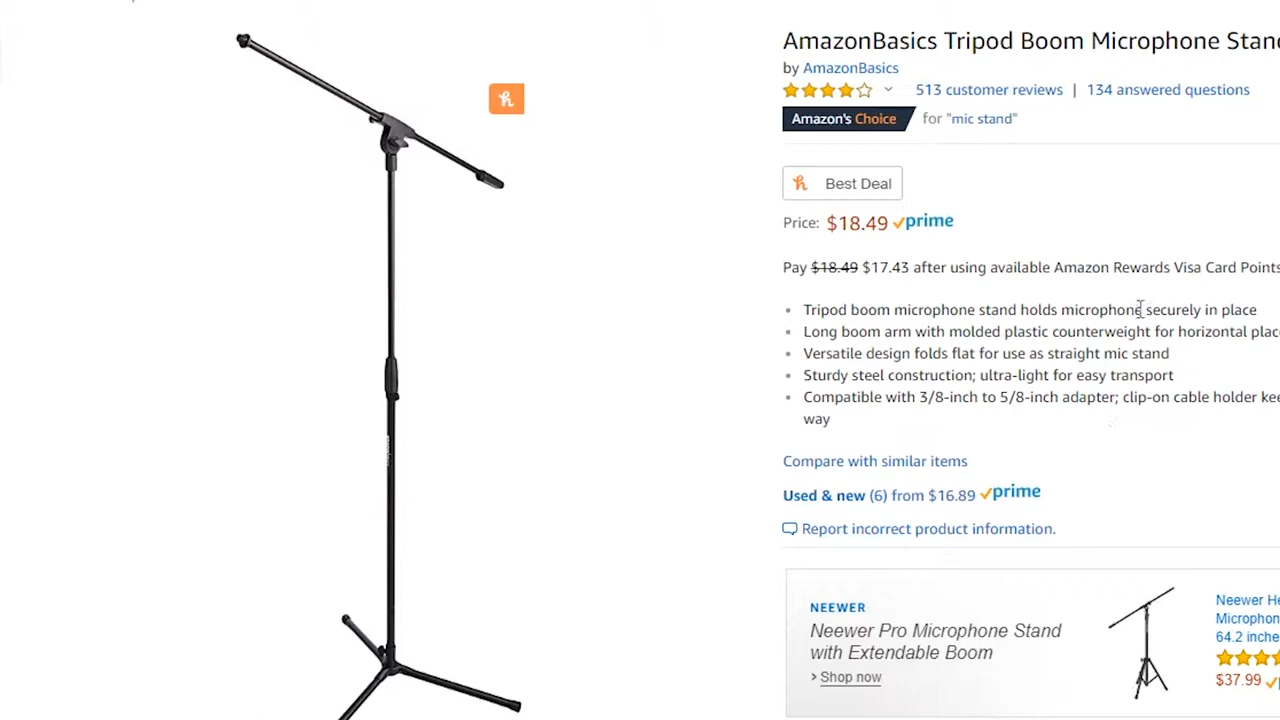 AmazonBasics Tripod Boom Microphone Stan
by AmazonBasics
513 customer reviews | 134 answered questions
Amazon's Choice for "mic stand"
Best Deal
Price: $18.49 prime
Pay $18.49 $17.43 after using available Amazon Rewards Visa Card Points
Tripod boom microphone stand holds microphone securely in place
Long boom arm with molded plastic counterweight for horizontal plac
Versatile design folds flat for use as straight mic stand
Sturdy steel construction; ultra-light for easy transport
Compatible with 3/8-inch to 5/8-inch adapter; clip-on cable holder kee
way
Compare with similar items
Used & new (6) from $16.89 prime
Report incorrect product information.
NEEWER
Neewer Pro Microphone Stand
with Extendable Boom
› Shop now
Neewer He
Microphon
64.2 inche
$37.99